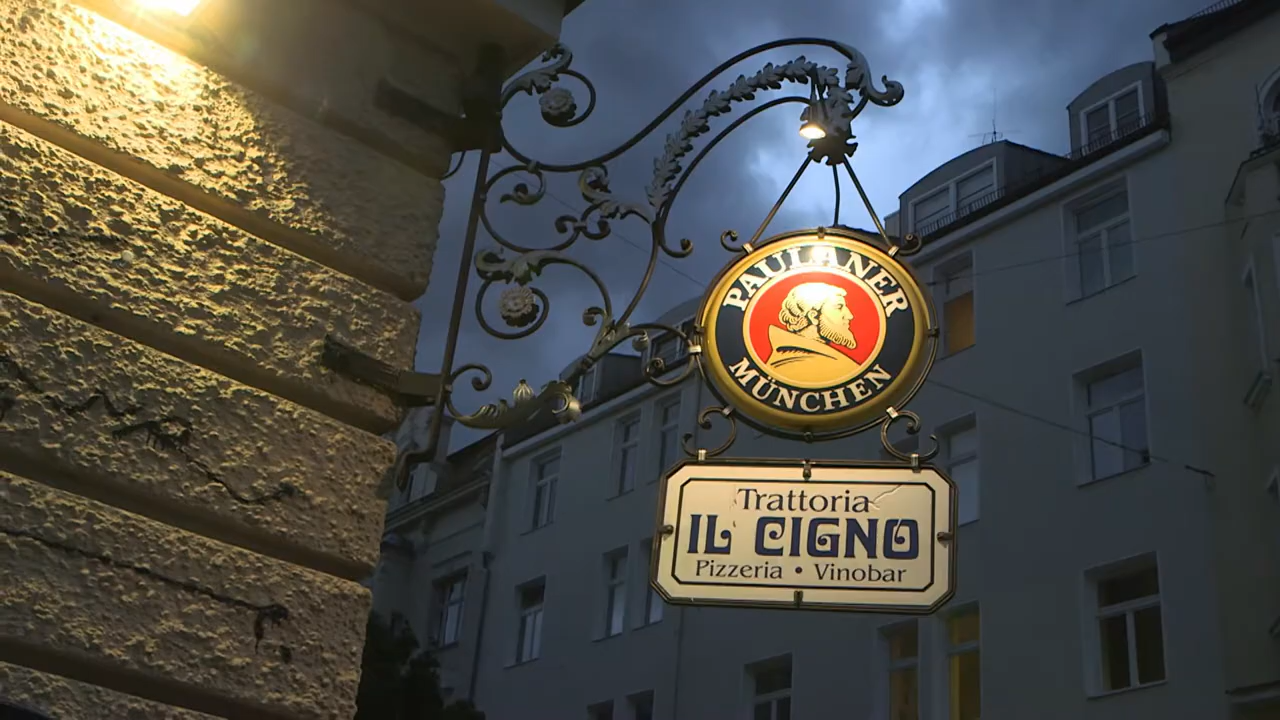 PAULANER
MÜNCHEN
Trattoria
IL CIGNO
Pizzeria • Vinobar